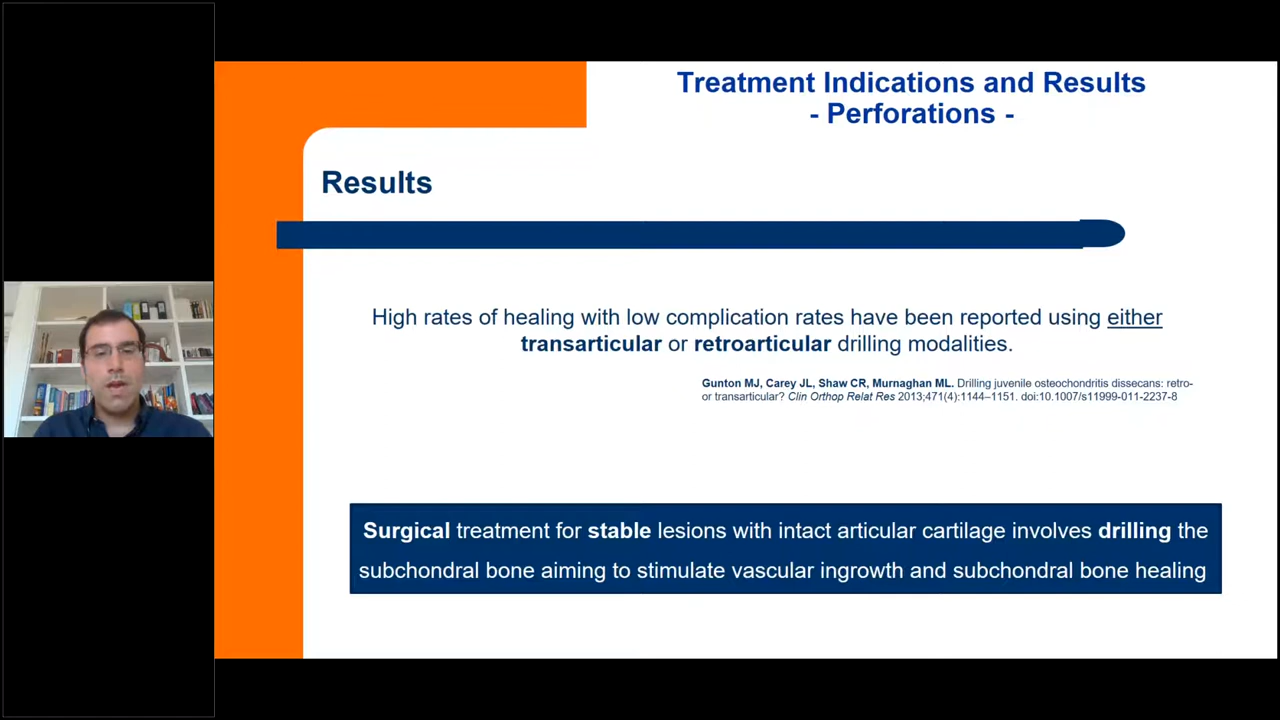 Treatment Indications and Results
- Perforations -
Results
High rates of healing with low complication rates have been reported using either
transarticular or retroarticular drilling modalities.
Gunton MJ, Carey JL, Shaw CR, Murnaghan ML. Drilling juvenile osteochondritis dissecans: retro-
or transarticular? Clin Orthop Relat Res 2013;471(4):1144–1151. doi:10.1007/s11999-011-2237-8
Surgical treatment for stable lesions with intact articular cartilage involves drilling the
subchondral bone aiming to stimulate vascular ingrowth and subchondral bone healing